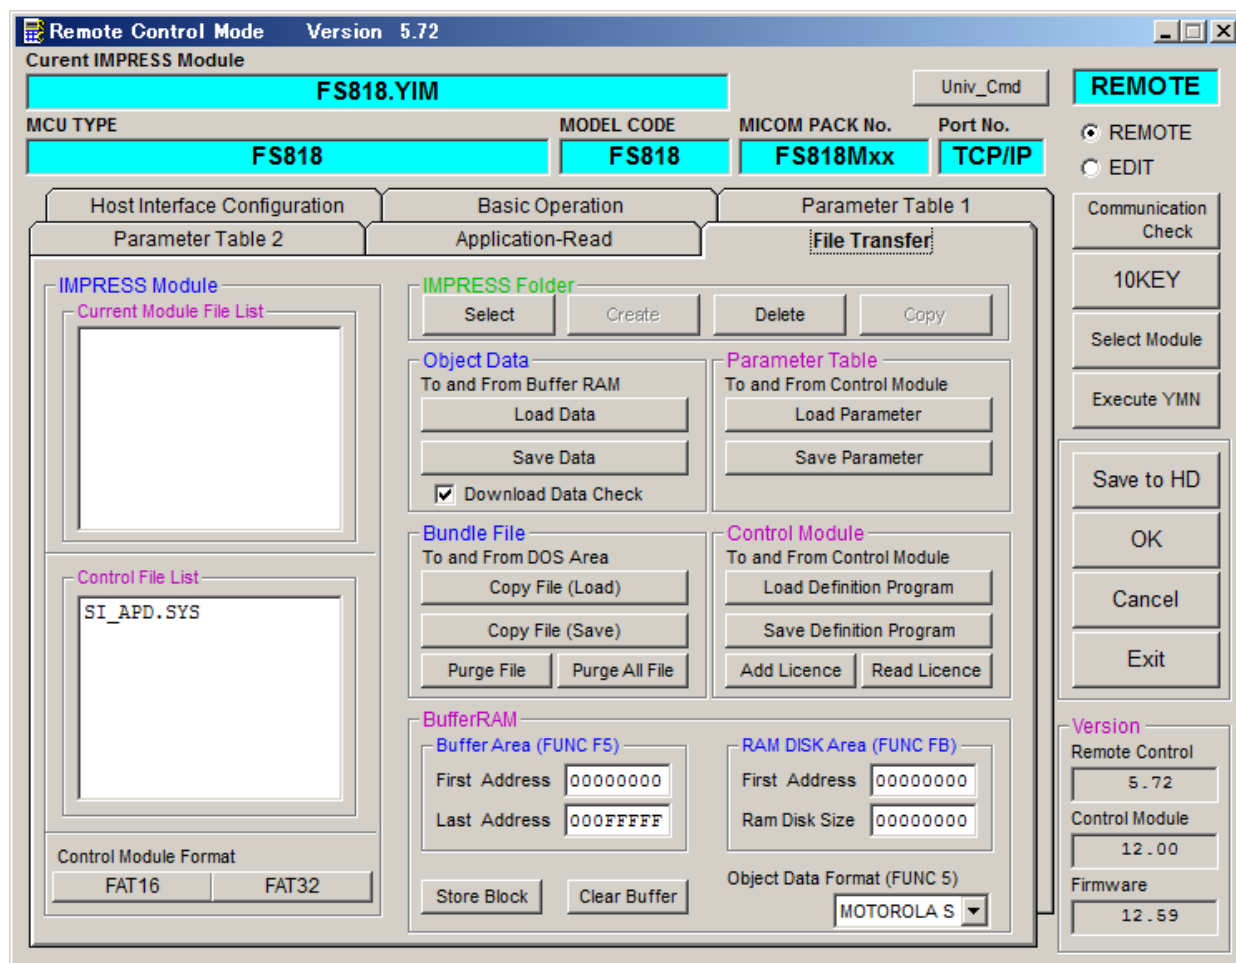 Remote Control Mode Version 5.72
Curent IMPRESS Module
FS818.YIM
Univ_Cmd
REMOTE
MCU TYPE
MODEL CODE
MICOM PACK No.
Port No.
FS818
FS818
FS818Mxx
TCP/IP
REMOTE
EDIT
Host Interface Configuration
Basic Operation
Parameter Table 1
Parameter Table 2
Application-Read
File Transfer
Communication
Check
10KEY
Select Module
Execute YMN
IMPRESS Module
Current Module File List
Control File List
SI_APD.SYS
Control Module Format
FAT16
FAT32
IMPRESS Folder
Select
Create
Delete
Copy
Object Data
To and From Buffer RAM
Load Data
Save Data
Download Data Check
Parameter Table
To and From Control Module
Load Parameter
Save Parameter
Bundle File
To and From DOS Area
Copy File (Load)
Copy File (Save)
Purge File
Purge All File
Control Module
To and From Control Module
Load Definition Program
Save Definition Program
Add Licence
Read Licence
BufferRAM
Buffer Area (FUNC F5)
First Address 00000000
Last Address 000FFFFF
RAM DISK Area (FUNC FB)
First Address 00000000
Ram Disk Size 00000000
Store Block
Clear Buffer
Object Data Format (FUNC 5)
MOTOROLA S
Save to HD
OK
Cancel
Exit
Version
Remote Control
5.72
Control Module
12.00
Firmware
12.59